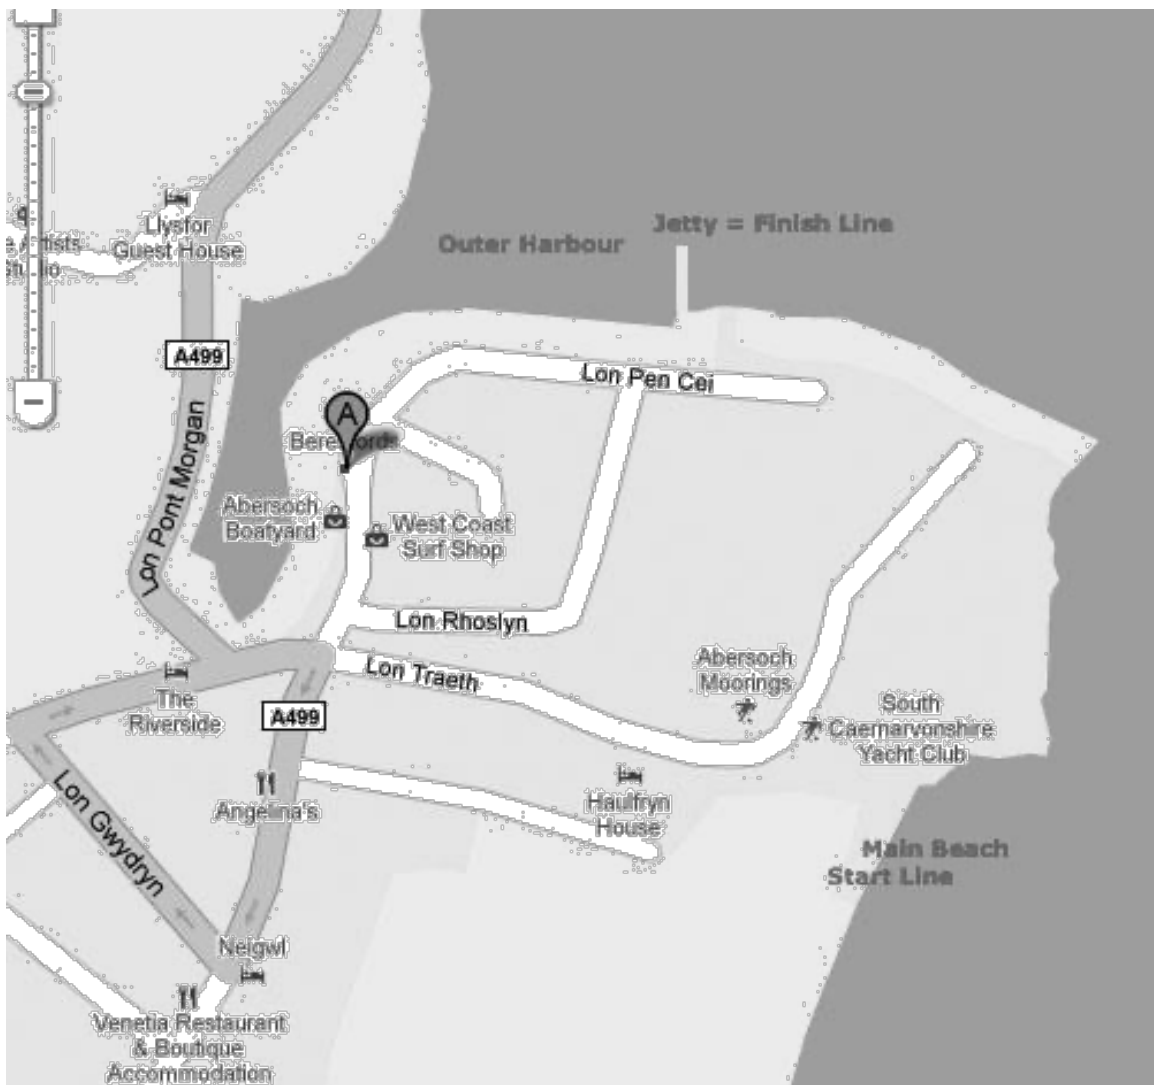 Jetty = Finish Line
Outer Harbour
Llysfor
Guest House
A499
Lon Pen Cei
A
Lon Pont Morgan
Abersoch
Boatyard
West Coast
Surf Shop
Lon Rhoslyn
Lon Traeth
Abersoch
Moorings
The
Riverside
A499
South
Caernarvonshire
Yacht Club
Angelina's
Haulfryn
House
Lon Gwydryn
Main Beach
Start Line
Neigwl
Venetia Restaurant
& Boutique
Accommodation